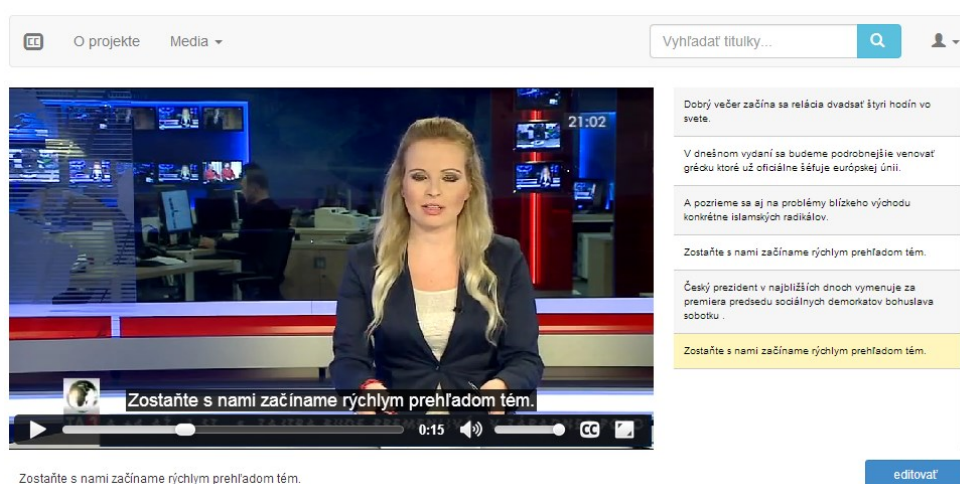 CC
O projekte
Media
Vyhľadať titulky...
21:02
Zostaňte s nami začíname rýchlym prehľadom tém.
0:15
CC
Zostaňte s nami začíname rýchlym prehľadom tém.
Dobrý večer začína sa relácia dvadsať štyri hodín vo
svete.
V dnešnom vydaní sa budeme podrobnejšie venovať
grécku ktoré už oficiálne šéfuje európskej únii.
A pozrieme sa aj na problémy blízkeho východu
konkrétne islamských radikálov.
Zostaňte s nami začíname rýchlym prehľadom tém.
Český prezident v najbližších dnoch vymenuje za
premiera predsedu sociálnych demorkatov bohuslava
sobotku .
Zostaňte s nami začíname rýchlym prehľadom tém.
editovať